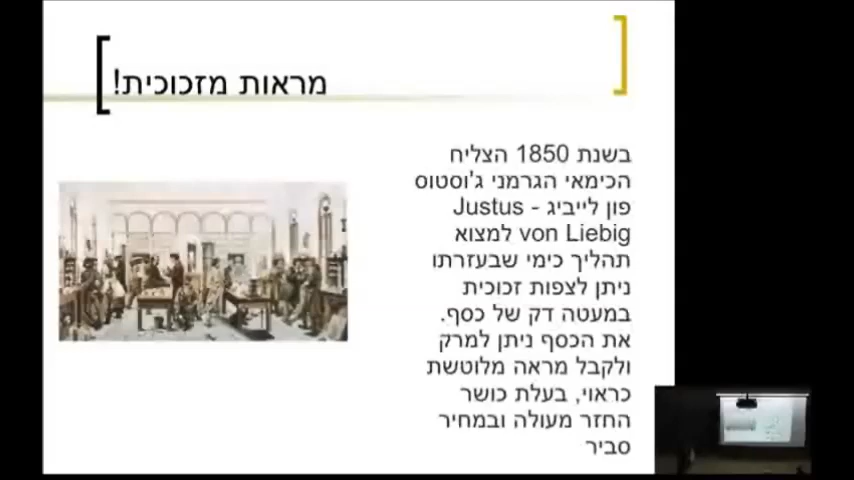 מראות מזכוכית!
בשנת 1850 הצליח
הכימאי הגרמני ג'וסטוס
פון לייביג - Justus
von Liebig למצוא
תהליך כימי שבעזרתו
ניתן לצפות זכוכית
במעטה דק של כסף.
את הכסף ניתן למרק
ולקבל מראה מלוטשת
כראוי, בעלת כושר
החזר מעולה ובמחיר
סביר